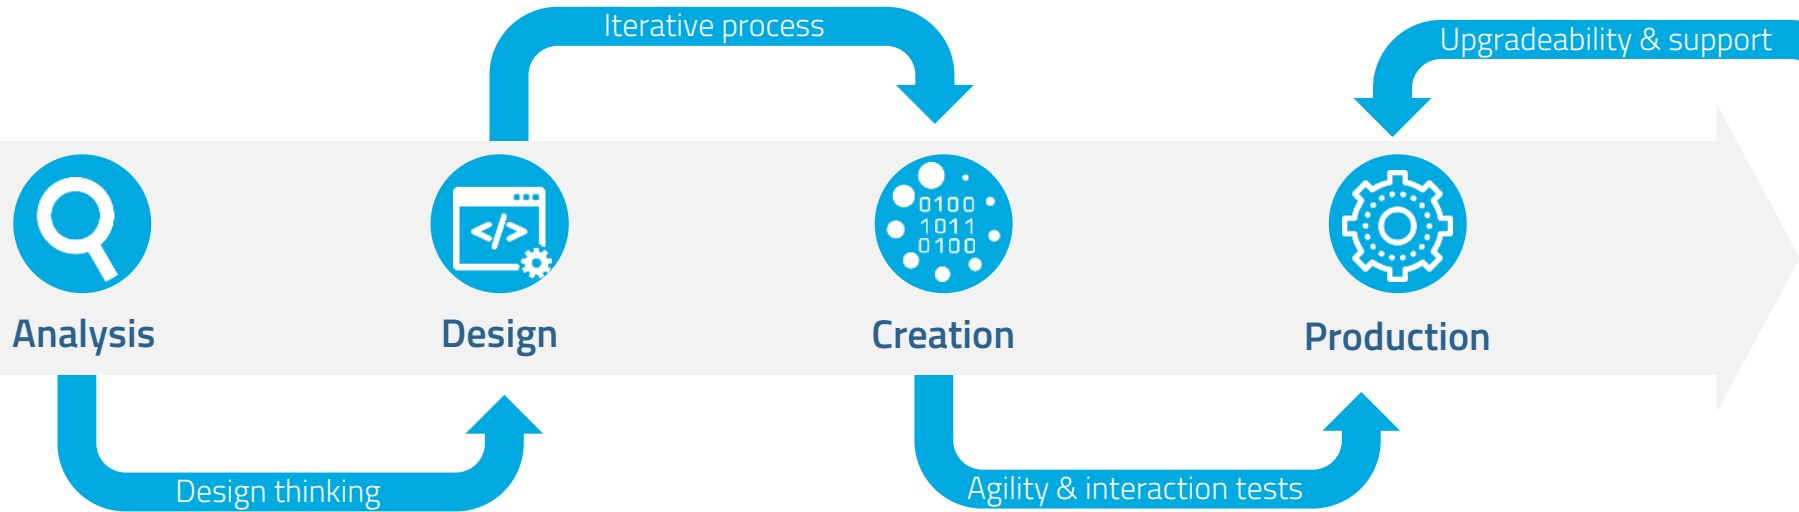 Iterative process
Upgradeability & support
</>
0100
1011
0100
Analysis
Design
Creation
Production
Design thinking
Agility & interaction tests